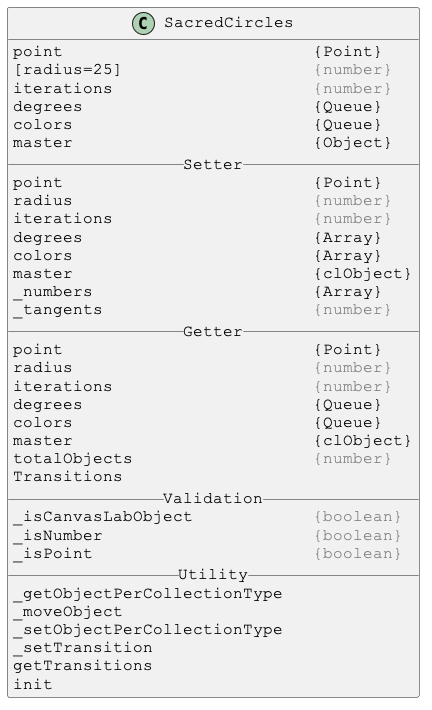 C SacredCircles
point {Point}
[radius=25] {number}
iterations {number}
degrees {Queue}
colors {Queue}
master {Object}
Setter
point {Point}
radius {number}
iterations {number}
degrees {Array}
colors {Array}
master {clObject}
_numbers {Array}
_tangents {number}
Getter
point {Point}
radius {number}
iterations {number}
degrees {Queue}
colors {Queue}
master {clObject}
totalObjects {number}
Transitions
Validation
_isCanvasLabObject {boolean}
_isNumber {boolean}
_isPoint {boolean}
Utility
_getObjectPerCollectionType
_moveObject
_setObjectPerCollectionType
_setTransition
getTransitions
init